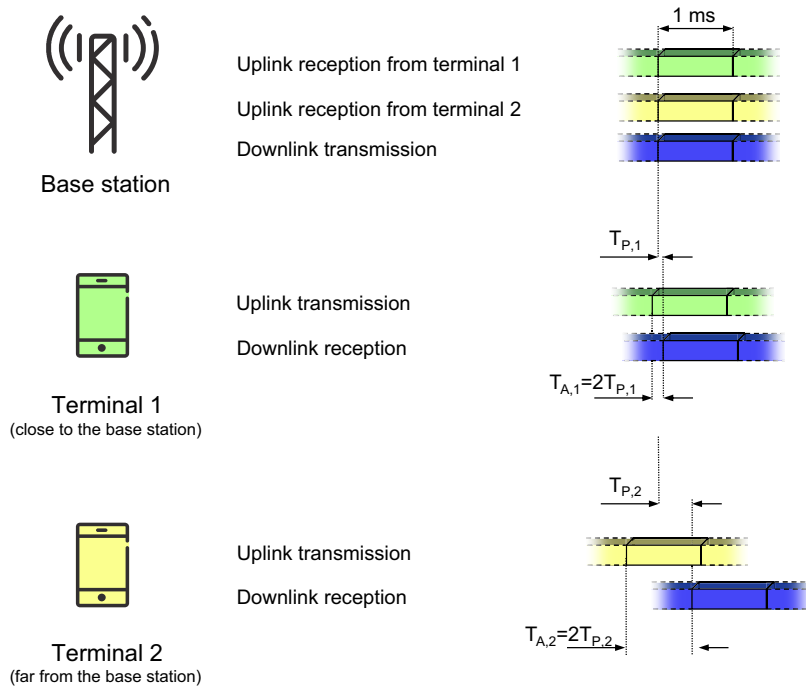 1 ms
Uplink reception from terminal 1
Uplink reception from terminal 2
Downlink transmission
Base station
T_P,1
Uplink transmission
Downlink reception
T_A,1=2T_P,1
Terminal 1
(close to the base station)
T_P,2
Uplink transmission
Downlink reception
T_A,2=2T_P,2
Terminal 2
(far from the base station)